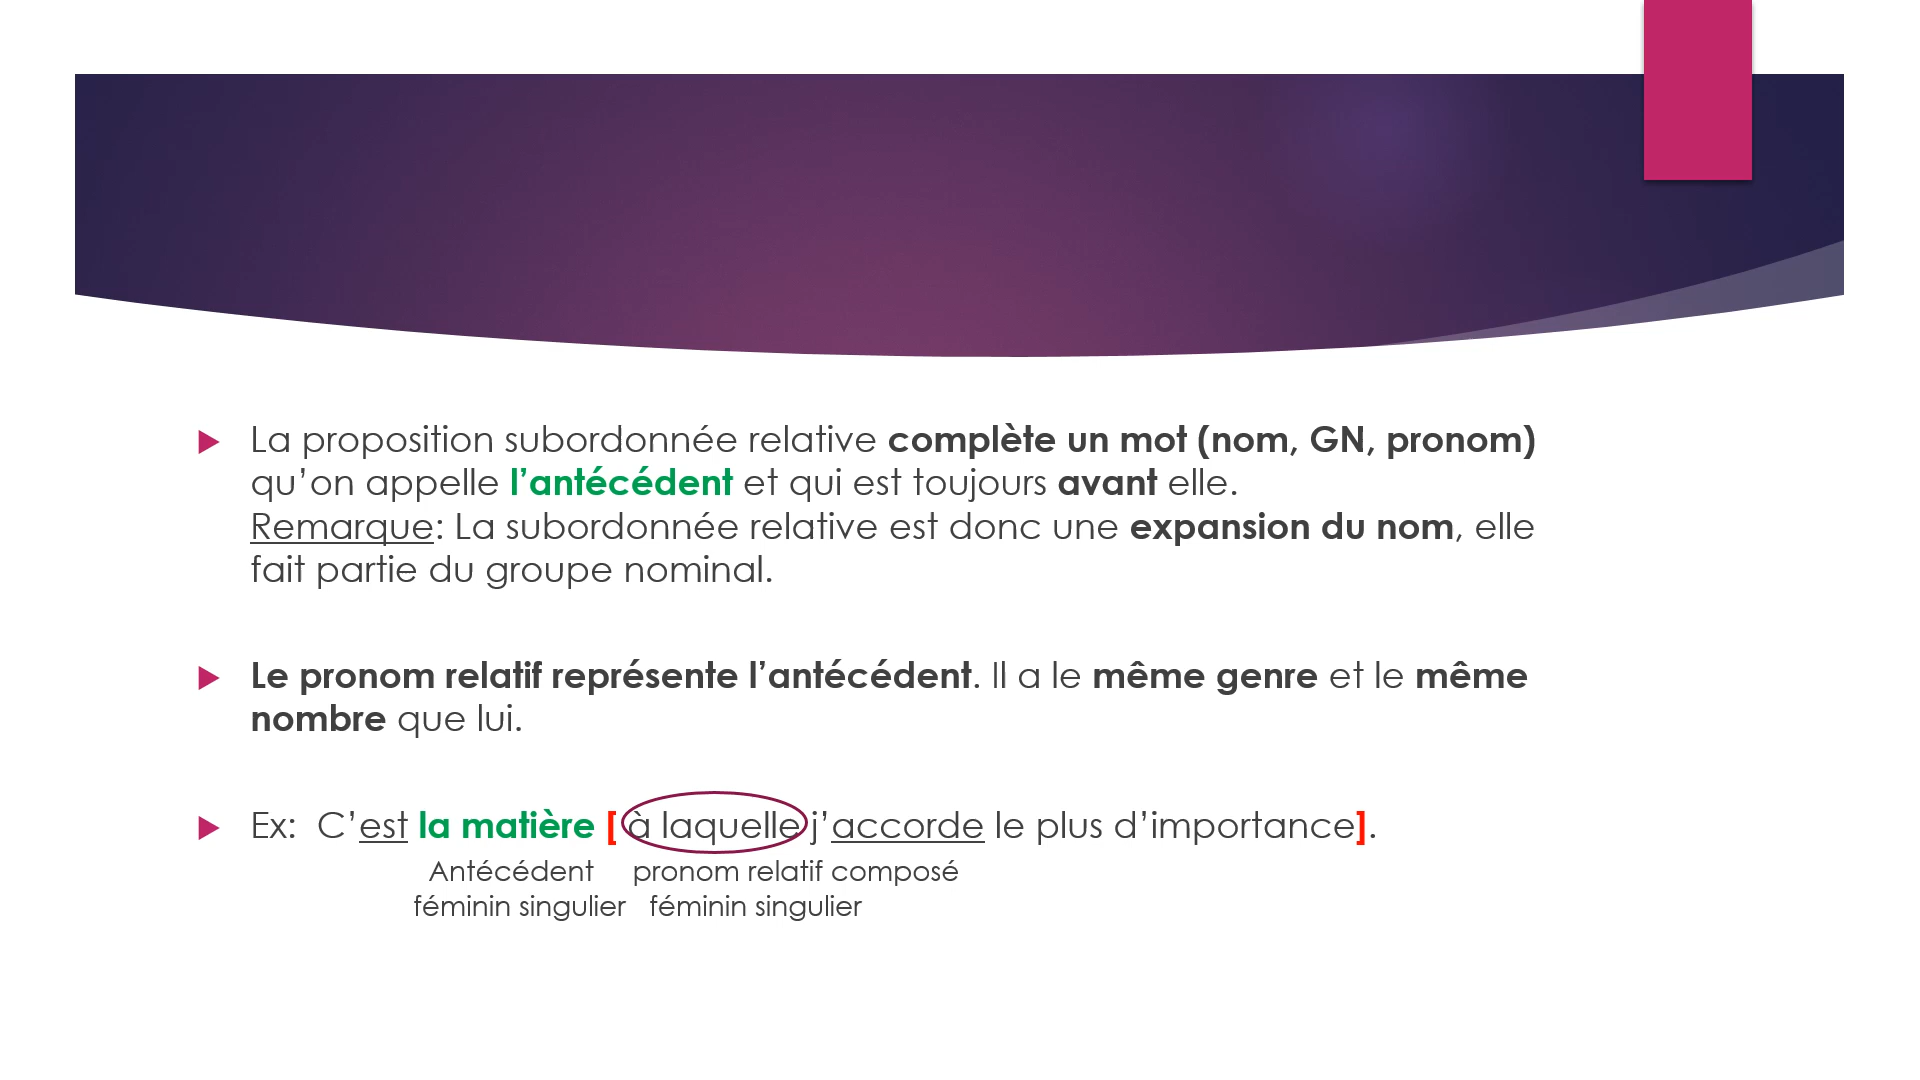 La proposition subordonnée relative complète un mot (nom, GN, pronom)
qu’on appelle l’antécédent et qui est toujours avant elle.
Remarque: La subordonnée relative est donc une expansion du nom, elle
fait partie du groupe nominal.
Le pronom relatif représente l’antécédent. Il a le même genre et le même
nombre que lui.
Ex: C’est la matière [ à laquelle j’accorde le plus d’importance].
Antécédent pronom relatif composé
féminin singulier féminin singulier